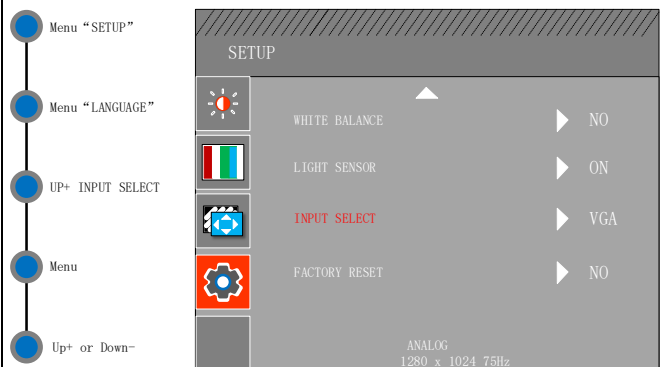 Menu “SETUP”
Menu “LANGUAGE”
UP+ INPUT SELECT
Menu
Up+ or Down-
SETUP
WHITE BALANCE NO
LIGHT SENSOR ON
INPUT SELECT VGA
FACTORY RESET NO
ANALOG
1280 x 1024 75Hz